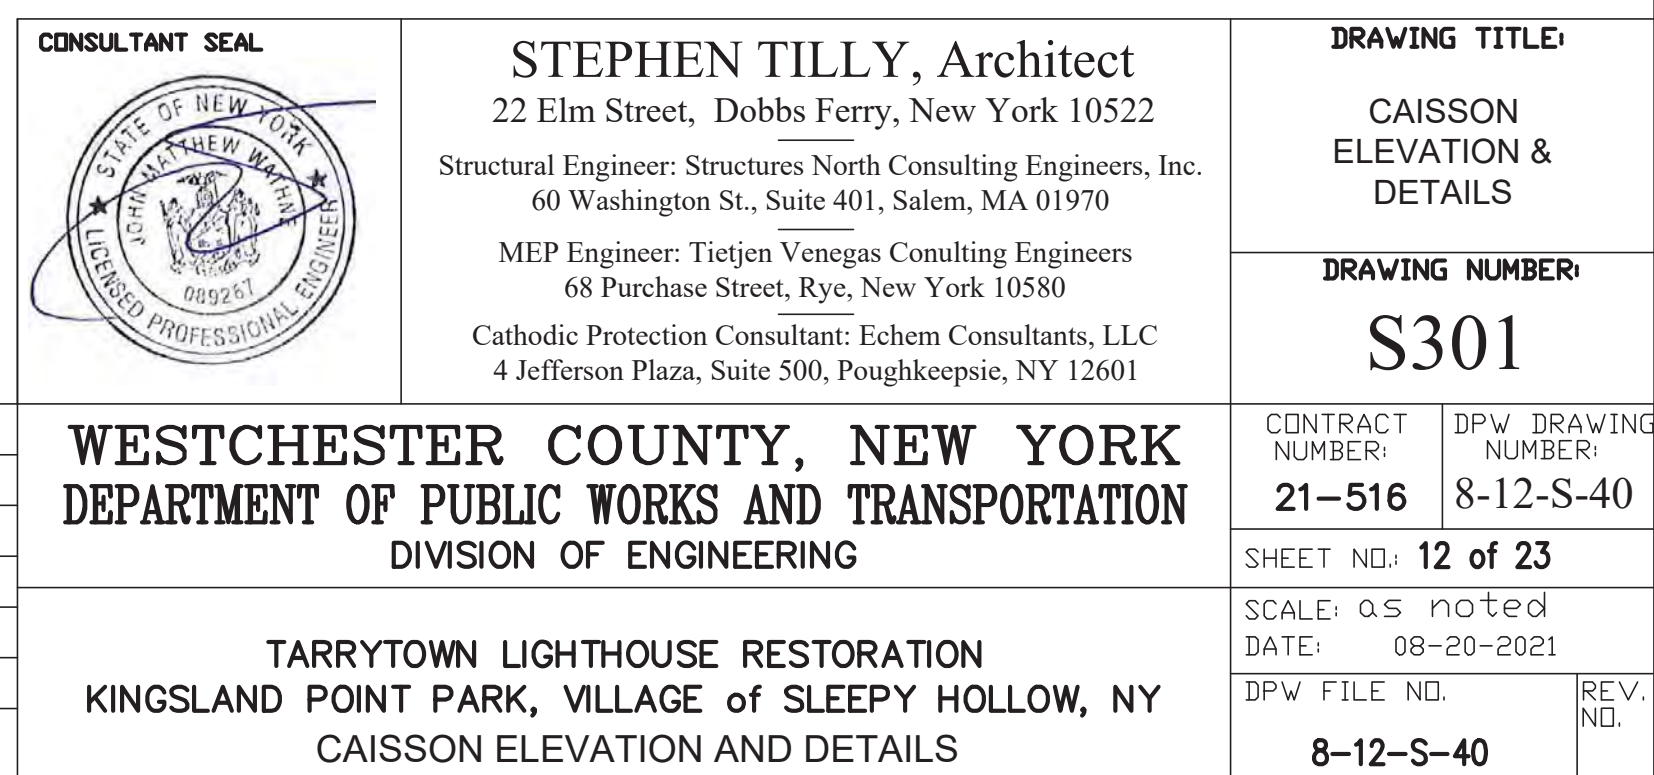 CONSULTANT SEAL
STATE OF NEW YORK
JOHN MATTHEW WATHNE
089267
LICENSED PROFESSIONAL ENGINEER
STEPHEN TILLY, Architect
22 Elm Street, Dobbs Ferry, New York 10522
Structural Engineer: Structures North Consulting Engineers, Inc.
60 Washington St., Suite 401, Salem, MA 01970
MEP Engineer: Tietjen Venegas Conulting Engineers
68 Purchase Street, Rye, New York 10580
Cathodic Protection Consultant: Echem Consultants, LLC
4 Jefferson Plaza, Suite 500, Poughkeepsie, NY 12601
DRAWING TITLE:
CAISSON
ELEVATION &
DETAILS
DRAWING NUMBER:
S301
WESTCHESTER COUNTY, NEW YORK
DEPARTMENT OF PUBLIC WORKS AND TRANSPORTATION
DIVISION OF ENGINEERING
CONTRACT
NUMBER:
21-516
DPW DRAWING
NUMBER:
8-12-S-40
SHEET NO.: 12 of 23
TARRYTOWN LIGHTHOUSE RESTORATION
KINGSLAND POINT PARK, VILLAGE of SLEEPY HOLLOW, NY
CAISSON ELEVATION AND DETAILS
SCALE: as noted
DATE: 08-20-2021
DPW FILE NO.
8-12-S-40
REV.
NO.